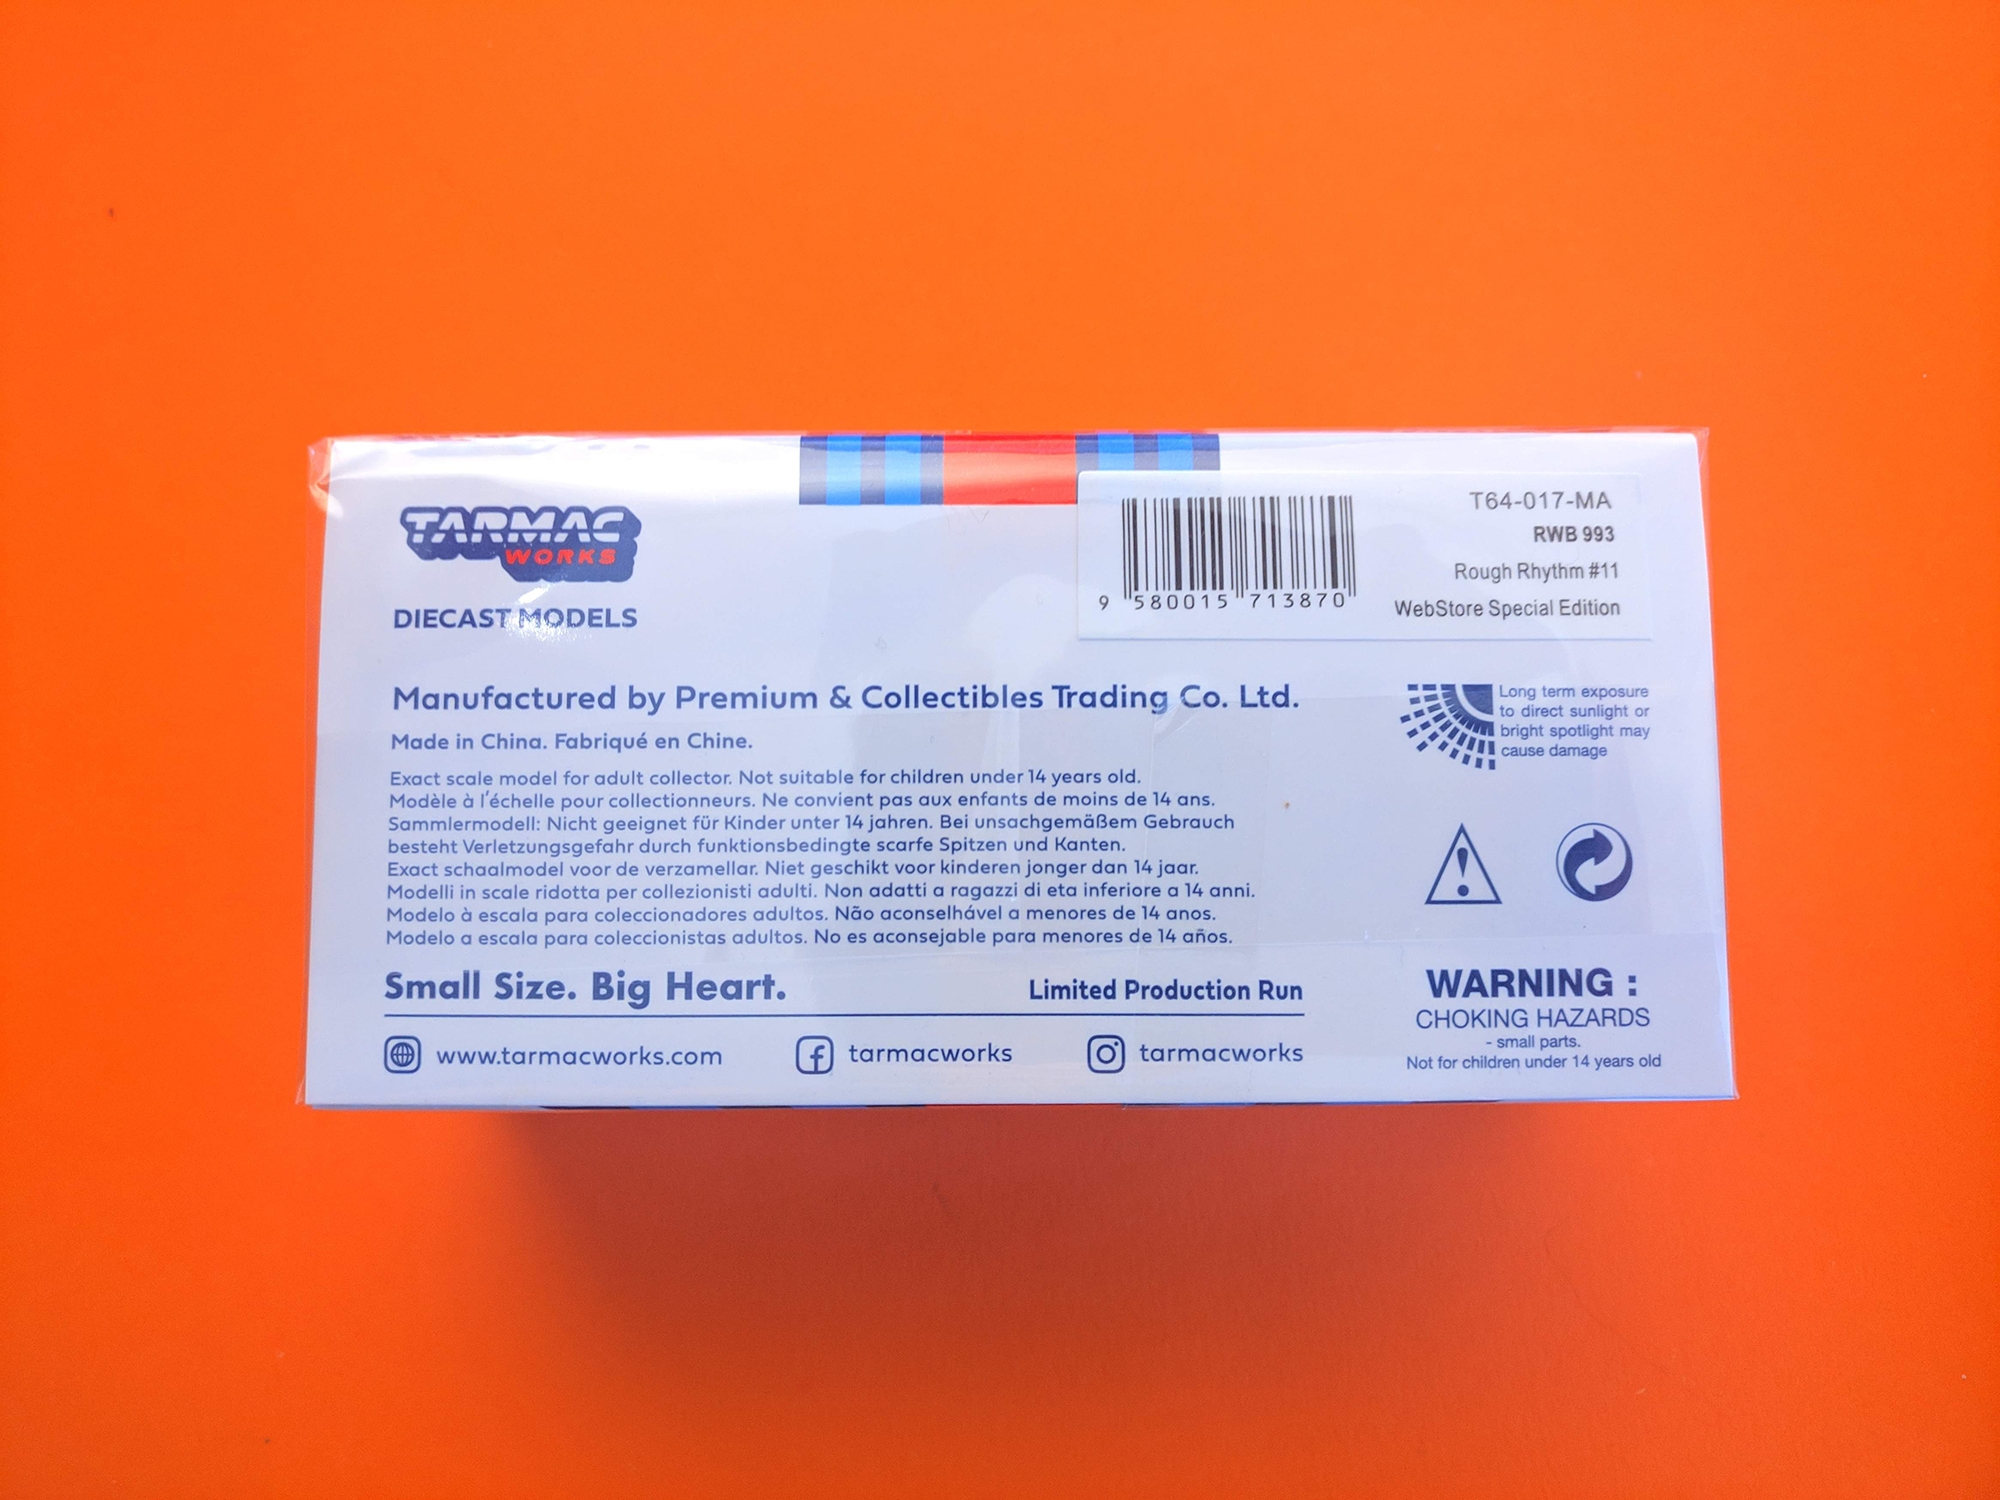 TARMAC
WORKS
DIECAST MODELS
9 580015 713870
T64-017-MA
RWB 993
Rough Rhythm #11
WebStore Special Edition
Manufactured by Premium & Collectibles Trading Co. Ltd.
Made in China. Fabriqué en Chine.
Exact scale model for adult collector. Not suitable for children under 14 years old.
Modèle à l'échelle pour collectionneurs. Ne convient pas aux enfants de moins de 14 ans.
Sammlermodell: Nicht geeignet für Kinder unter 14 jahren. Bei unsachgemäßem Gebrauch
besteht Verletzungsgefahr durch funktionsbedingte scarfe Spitzen und Kanten.
Exact schaalmodel voor de verzamellar. Niet geschikt voor kinderen jonger dan 14 jaar.
Modelli in scale ridotta per collezionisti adulti. Non adatti a ragazzi di eta inferiore a 14 anni.
Modelo à escala para coleccionadores adultos. Não aconselhável a menores de 14 anos.
Modelo a escala para coleccionistas adultos. No es aconsejable para menores de 14 años.
Small Size. Big Heart.
Limited Production Run
www.tarmacworks.com
tarmacworks
tarmacworks
Long term exposure
to direct sunlight or
bright spotlight may
cause damage
WARNING :
CHOKING HAZARDS
- small parts.
Not for children under 14 years old